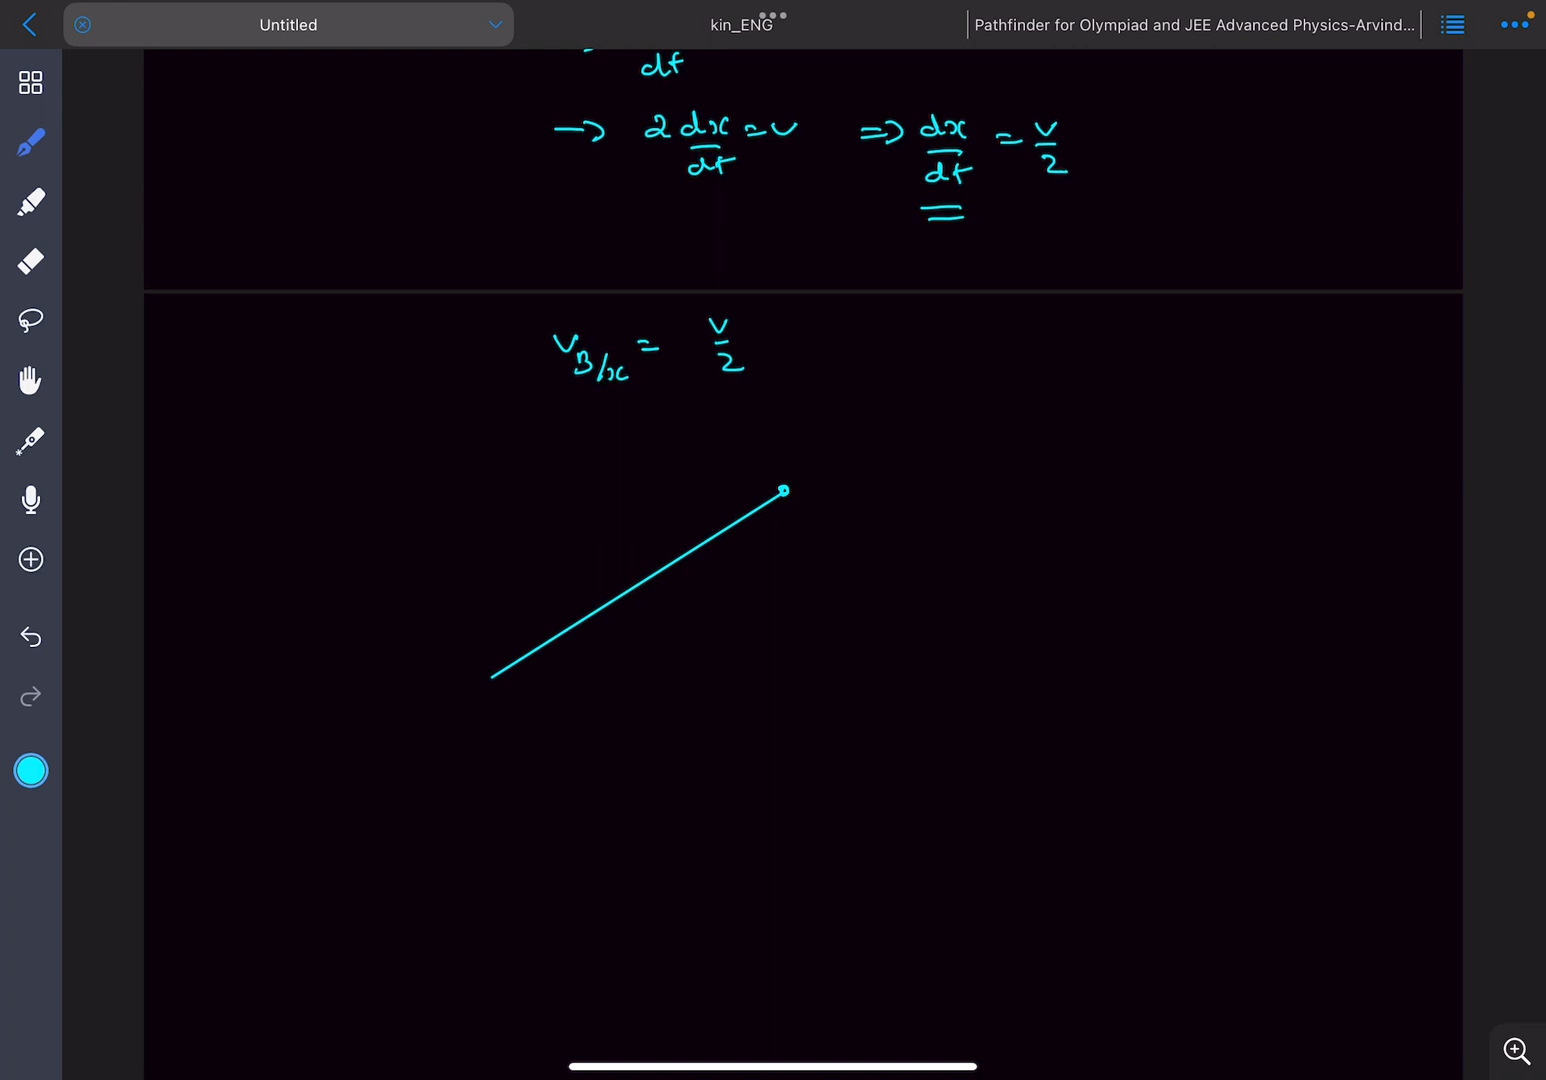 Untitled
kin_ENG
Pathfinder for Olympiad and JEE Advanced Physics-Arvind...
dt
→ 2 dx/dt = v ⇒ dx/dt = v/2
v_B/x = v/2